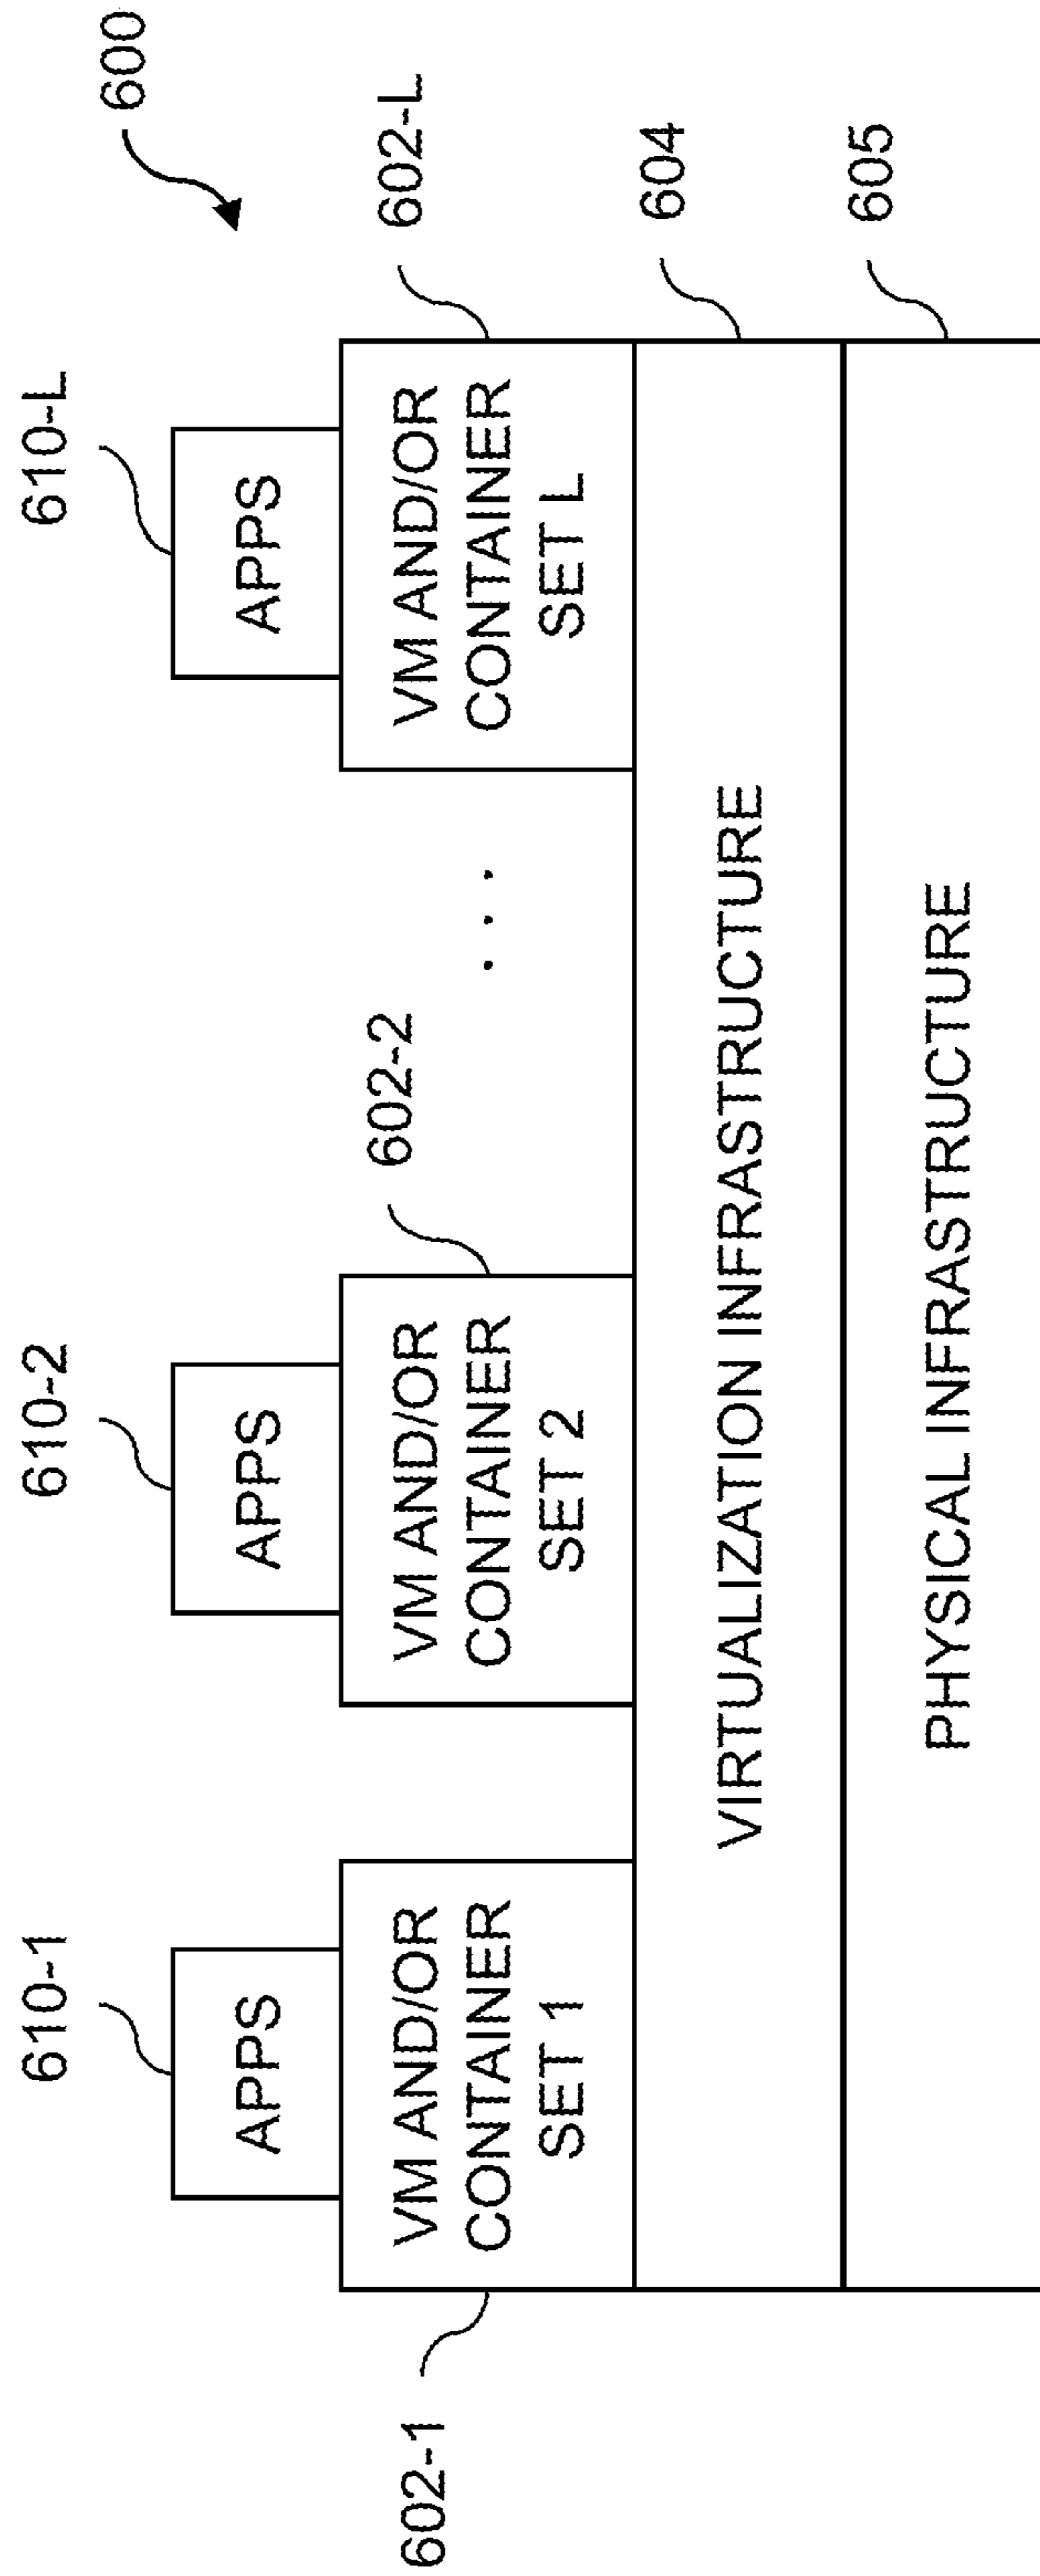 600
610-1
610-2
610-L
APPS
APPS
APPS
602-1
VM AND/OR
CONTAINER
SET 1
VM AND/OR
CONTAINER
SET 2
602-2
. . .
VM AND/OR
CONTAINER
SET L
602-L
VIRTUALIZATION INFRASTRUCTURE
604
PHYSICAL INFRASTRUCTURE
605